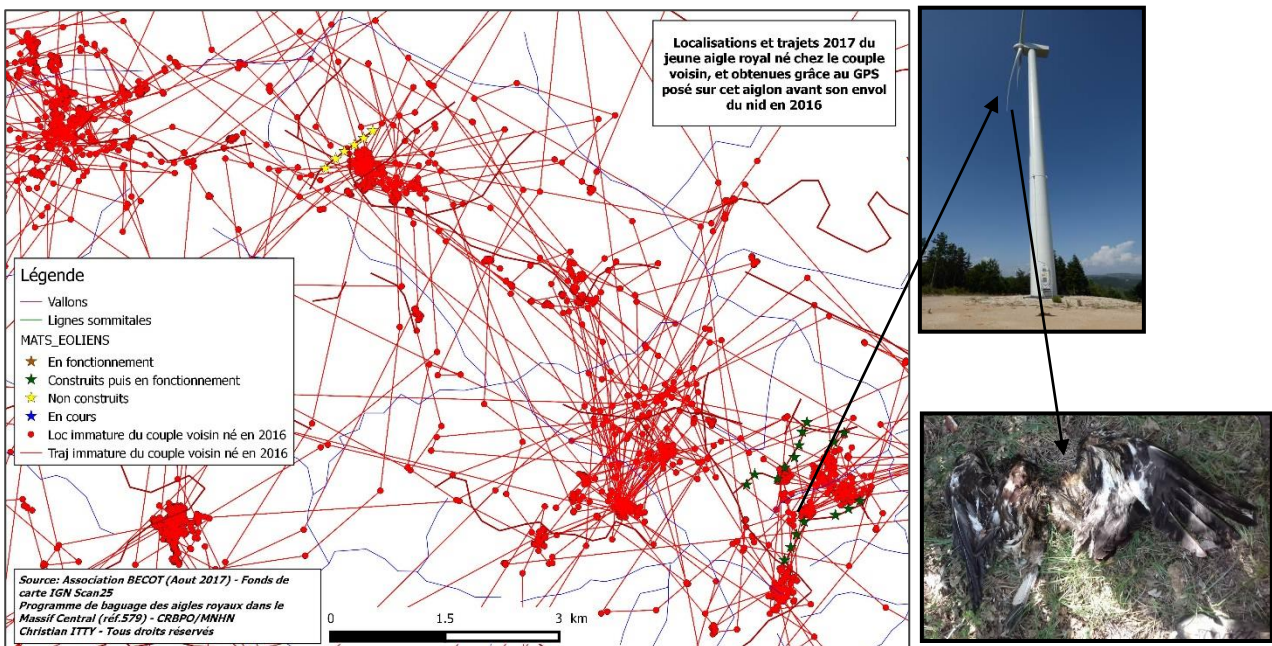 Localisations et trajets 2017 du
jeune aigle royal né chez le couple
voisin, et obtenues grâce au GPS
posé sur cet aiglon avant son envol
du nid en 2016
Légende
Vallons
Lignes sommitales
MATS_EOLIENS
En fonctionnement
Construits puis en fonctionnement
Non construits
En cours
Loc immature du couple voisin né en 2016
Traj immature du couple voisin né en 2016
Source: Association BECOT (Aout 2017) - Fonds de
carte IGN Scan25
Programme de baguage des aigles royaux dans le
Massif Central (réf.579) - CRBPO/MNHN
Christian ITTY - Tous droits réservés
0 1.5 3 km